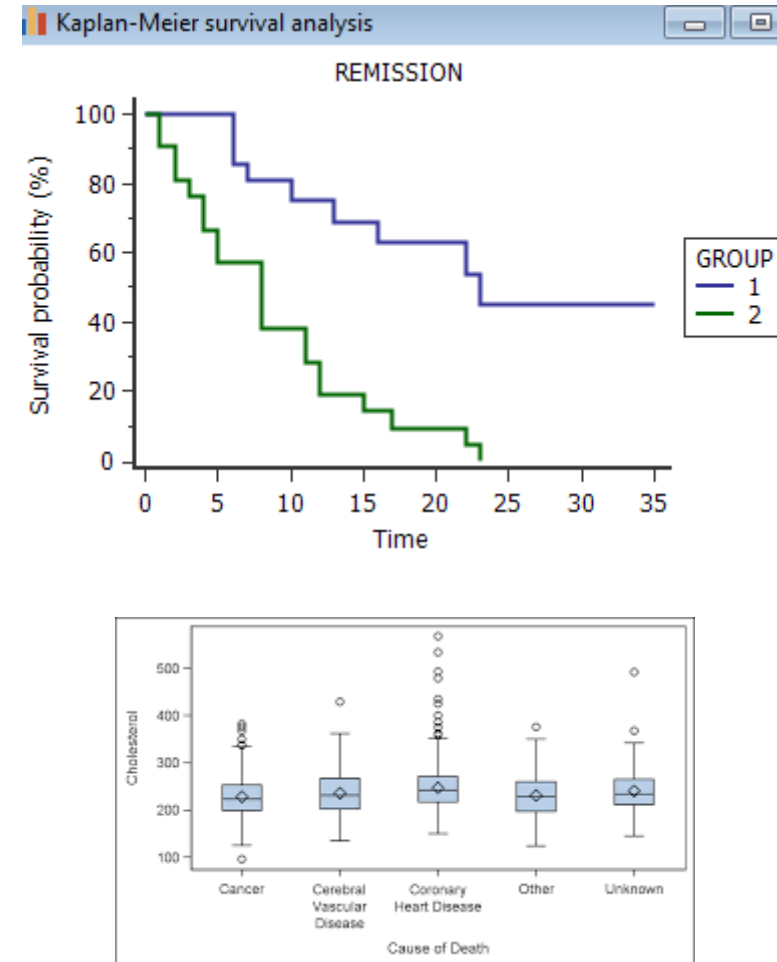 Kaplan-Meier survival analysis
REMISSION
Survival probability (%)
100
80
60
40
20
0
0 5 10 15 20 25 30 35
Time
GROUP
1
2
Cholesterol
500
400
300
200
100
Cancer
Cerebral
Vascular
Disease
Coronary
Heart Disease
Other
Unknown
Cause of Death